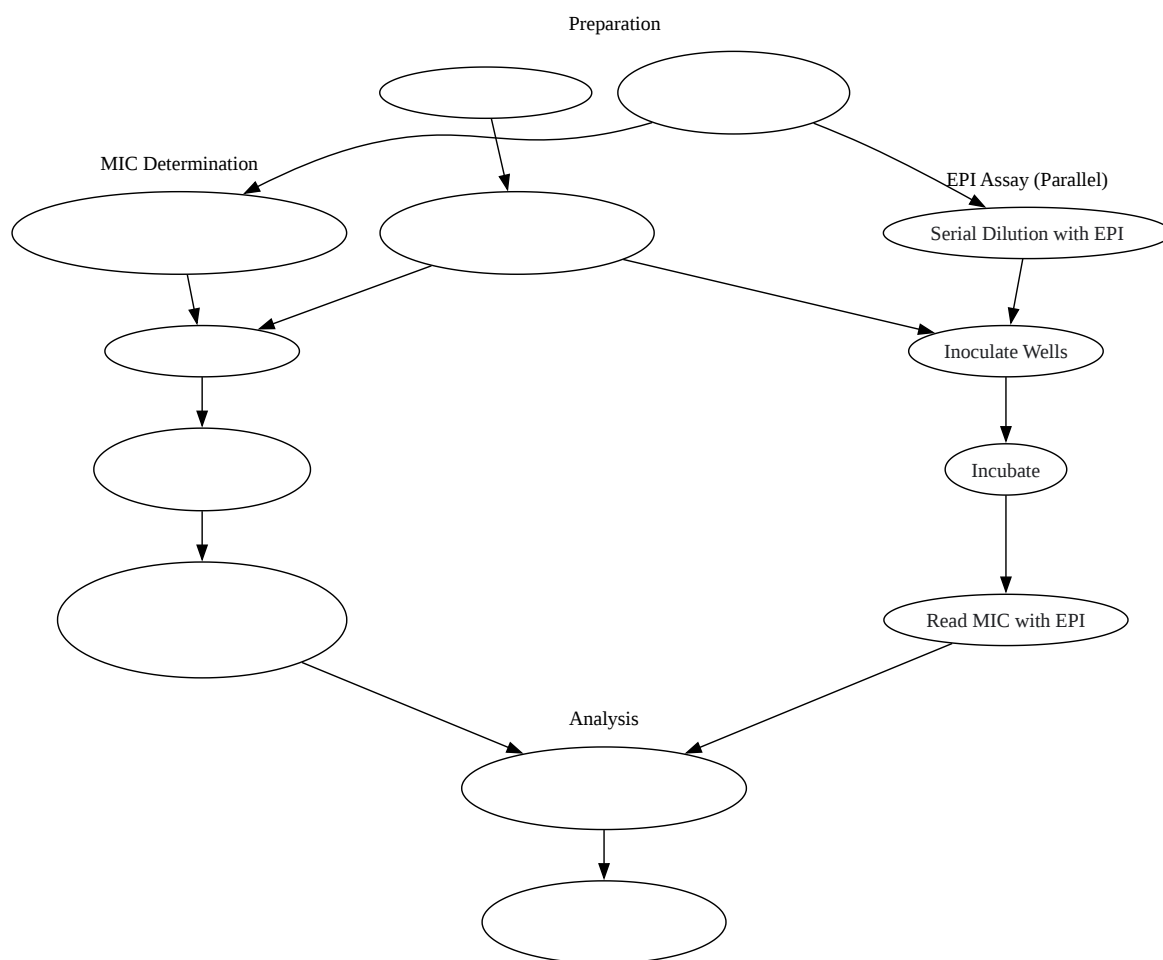 Preparation
MIC Determination
EPI Assay (Parallel)
Serial Dilution with EPI
Inoculate Wells
Incubate
Read MIC with EPI
Analysis